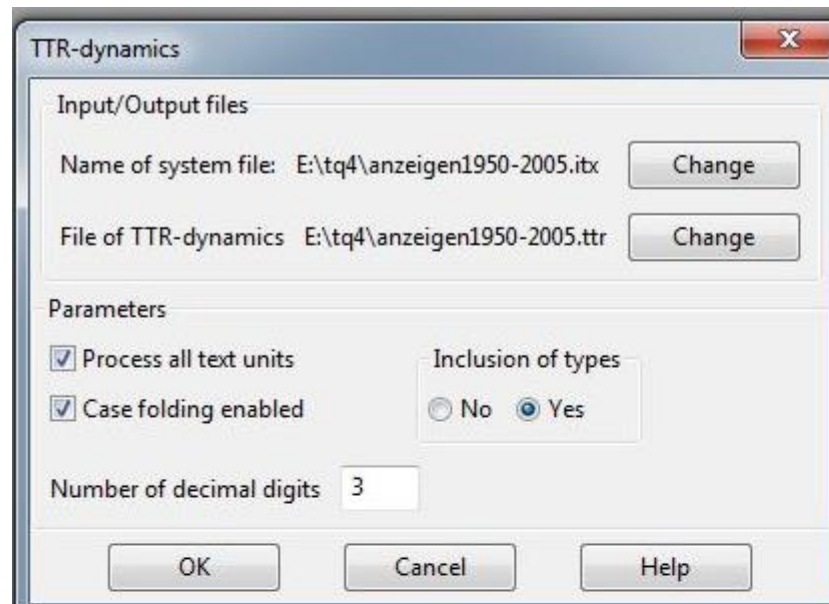 TTR-dynamics
Input/Output files
Name of system file: E:\tq4\anzeigen1950-2005.itx Change
File of TTR-dynamics E:\tq4\anzeigen1950-2005.ttr Change
Parameters
Process all text units Inclusion of types
Case folding enabled No Yes
Number of decimal digits 3
OK Cancel Help